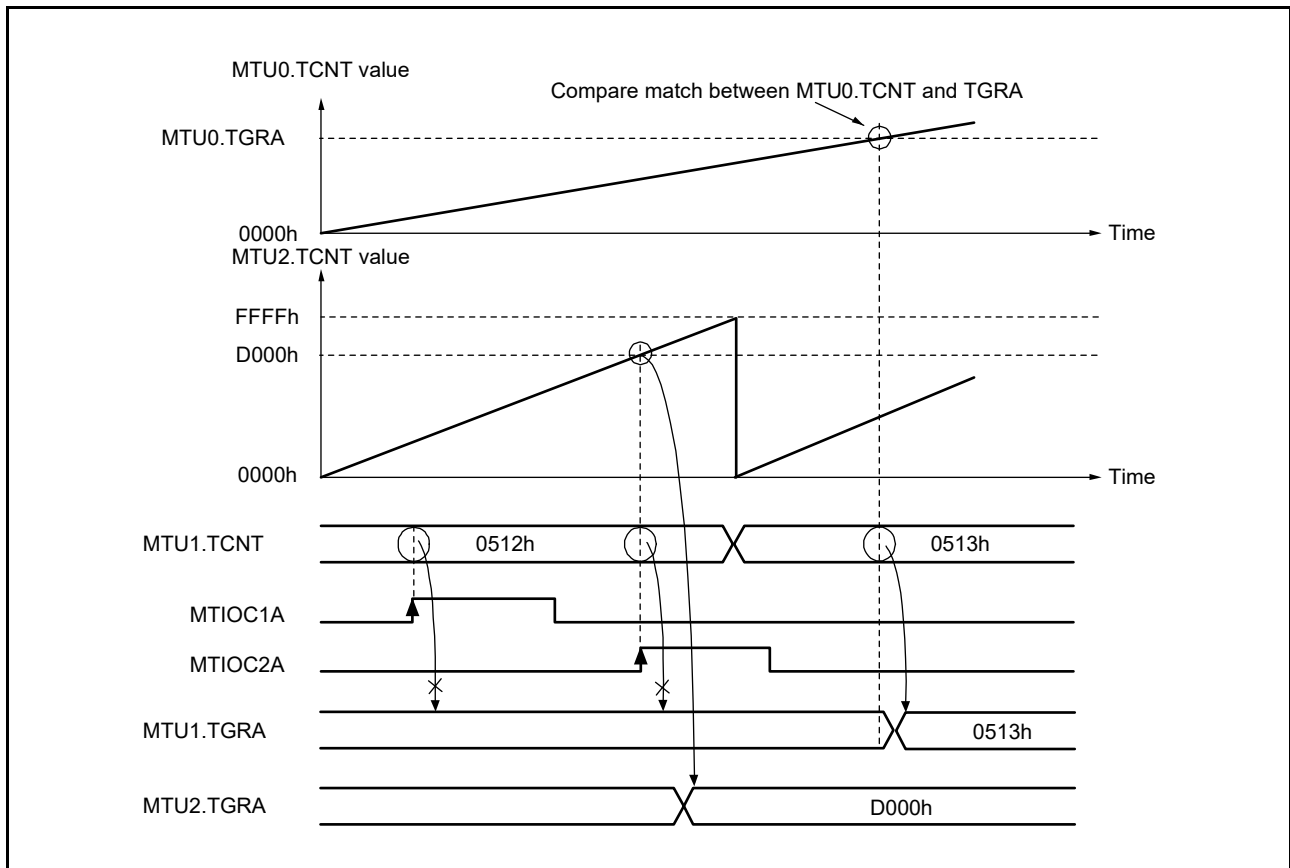 MTU0.TCNT value
Compare match between MTU0.TCNT and TGRA
MTU0.TGRA
0000h
Time
MTU2.TCNT value
FFFFh
D000h
0000h
Time
MTU1.TCNT
0512h
0513h
MTIOC1A
MTIOC2A
MTU1.TGRA
0513h
MTU2.TGRA
D000h